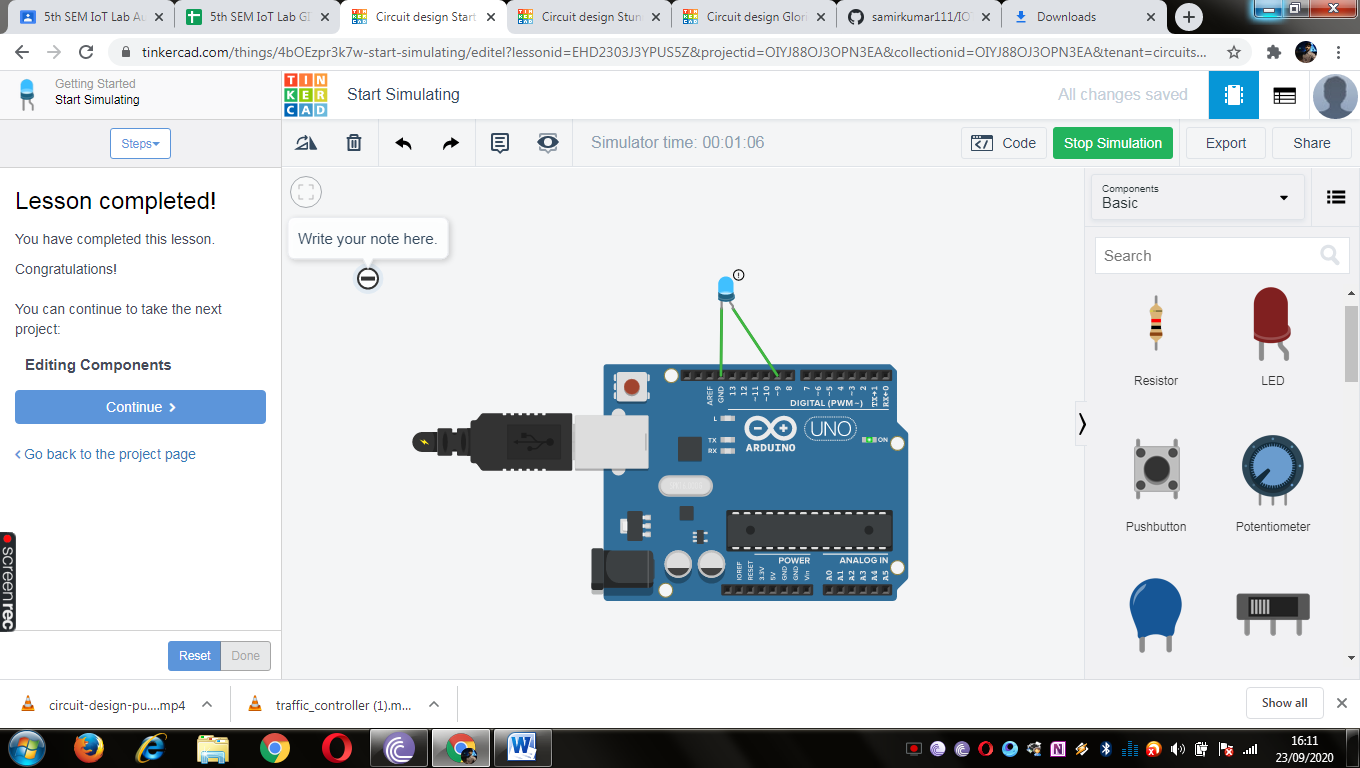 5th SEM IoT Lab Au
5th SEM IoT Lab GI
Circuit design Start
Circuit design Stun
Circuit design Glor
samirkumar111/IO
Downloads
tinkercad.com/things/4bOEzpr3k7w-start-simulating/editel?lessonid=EHD2303J3YPUS5Z&projectid=OIYJ88OJ3OPN3EA&collectionid=OIYJ88OJ3OPN3EA&tenant=circuits...
Getting Started
Start Simulating
TIN
KER
CAD
Start Simulating
All changes saved
Steps
Simulator time: 00:01:06
Code
Stop Simulation
Export
Share
Lesson completed!
You have completed this lesson.
Congratulations!
You can continue to take the next
project:
Editing Components
Continue
Go back to the project page
Reset
Done
screenrec
Write your note here.
AREF
GND
13
12
~11
~10
~9
8
7
~6
~5
4
~3
2
TX→1
RX←0
DIGITAL (PWM~)
L
TX
RX
ARDUINO
UNO
ON
POWER
ANALOG IN
IOREF
RESET
3.3V
5V
GND
GND
Vin
A0
A1
A2
A3
A4
A5
Components
Basic
Search
Resistor
LED
Pushbutton
Potentiometer
circuit-design-pu....mp4
traffic_controller (1).m...
Show all
16:11
23/09/2020